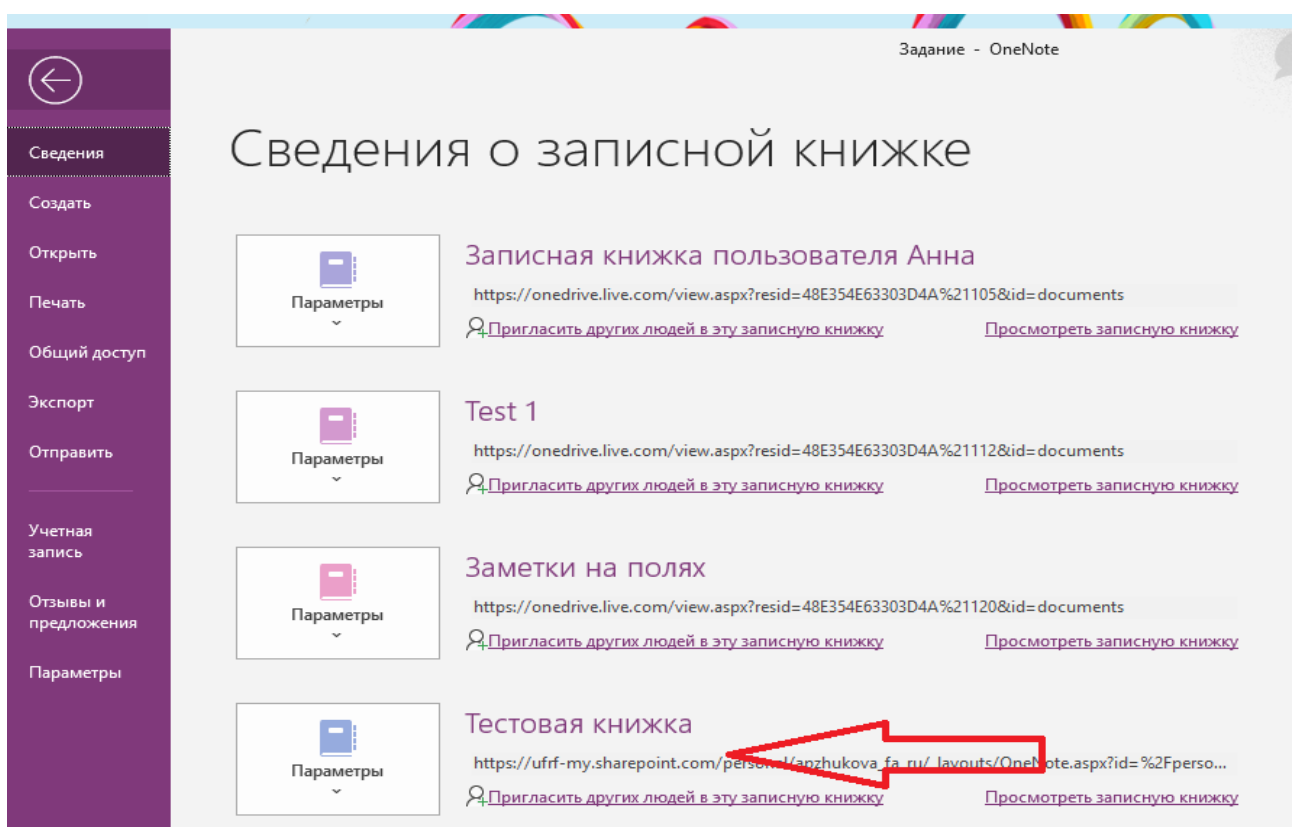 Задание - OneNote
Сведения
Создать
Открыть
Печать
Общий доступ
Экспорт
Отправить
Учетная
запись
Отзывы и
предложения
Параметры
Сведения о записной книжке
Параметры
Записная книжка пользователя Анна
https://onedrive.live.com/view.aspx?resid=48E354E63303D4A%21105&id=documents
Пригласить других людей в эту записную книжку
Просмотреть записную книжку
Параметры
Test 1
https://onedrive.live.com/view.aspx?resid=48E354E63303D4A%21112&id=documents
Пригласить других людей в эту записную книжку
Просмотреть записную книжку
Параметры
Заметки на полях
https://onedrive.live.com/view.aspx?resid=48E354E63303D4A%21120&id=documents
Пригласить других людей в эту записную книжку
Просмотреть записную книжку
Параметры
Тестовая книжка
https://ufrf-my.sharepoint.com/personal/apzhukova_fa_ru/_layouts/OneNote.aspx?id=%2Fperso...
Пригласить других людей в эту записную книжку
Просмотреть записную книжку